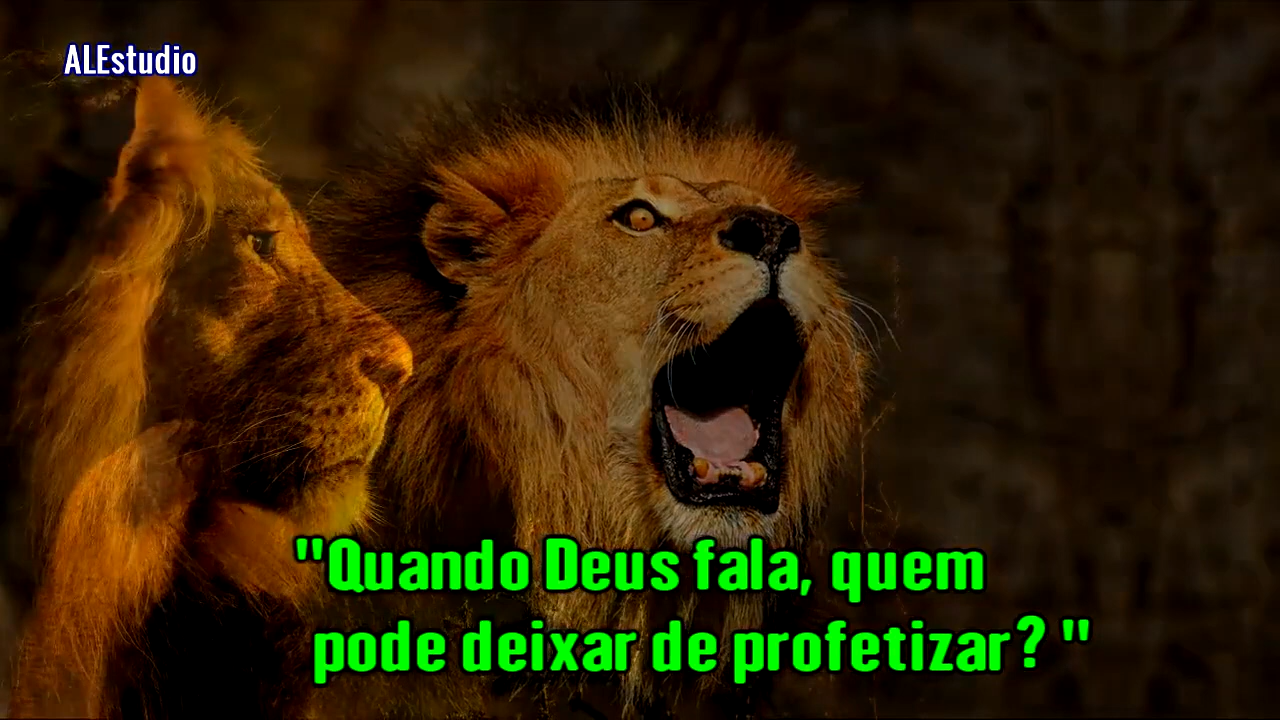 ALEstudio
"Quando Deus fala, quem
pode deixar de profetizar? "